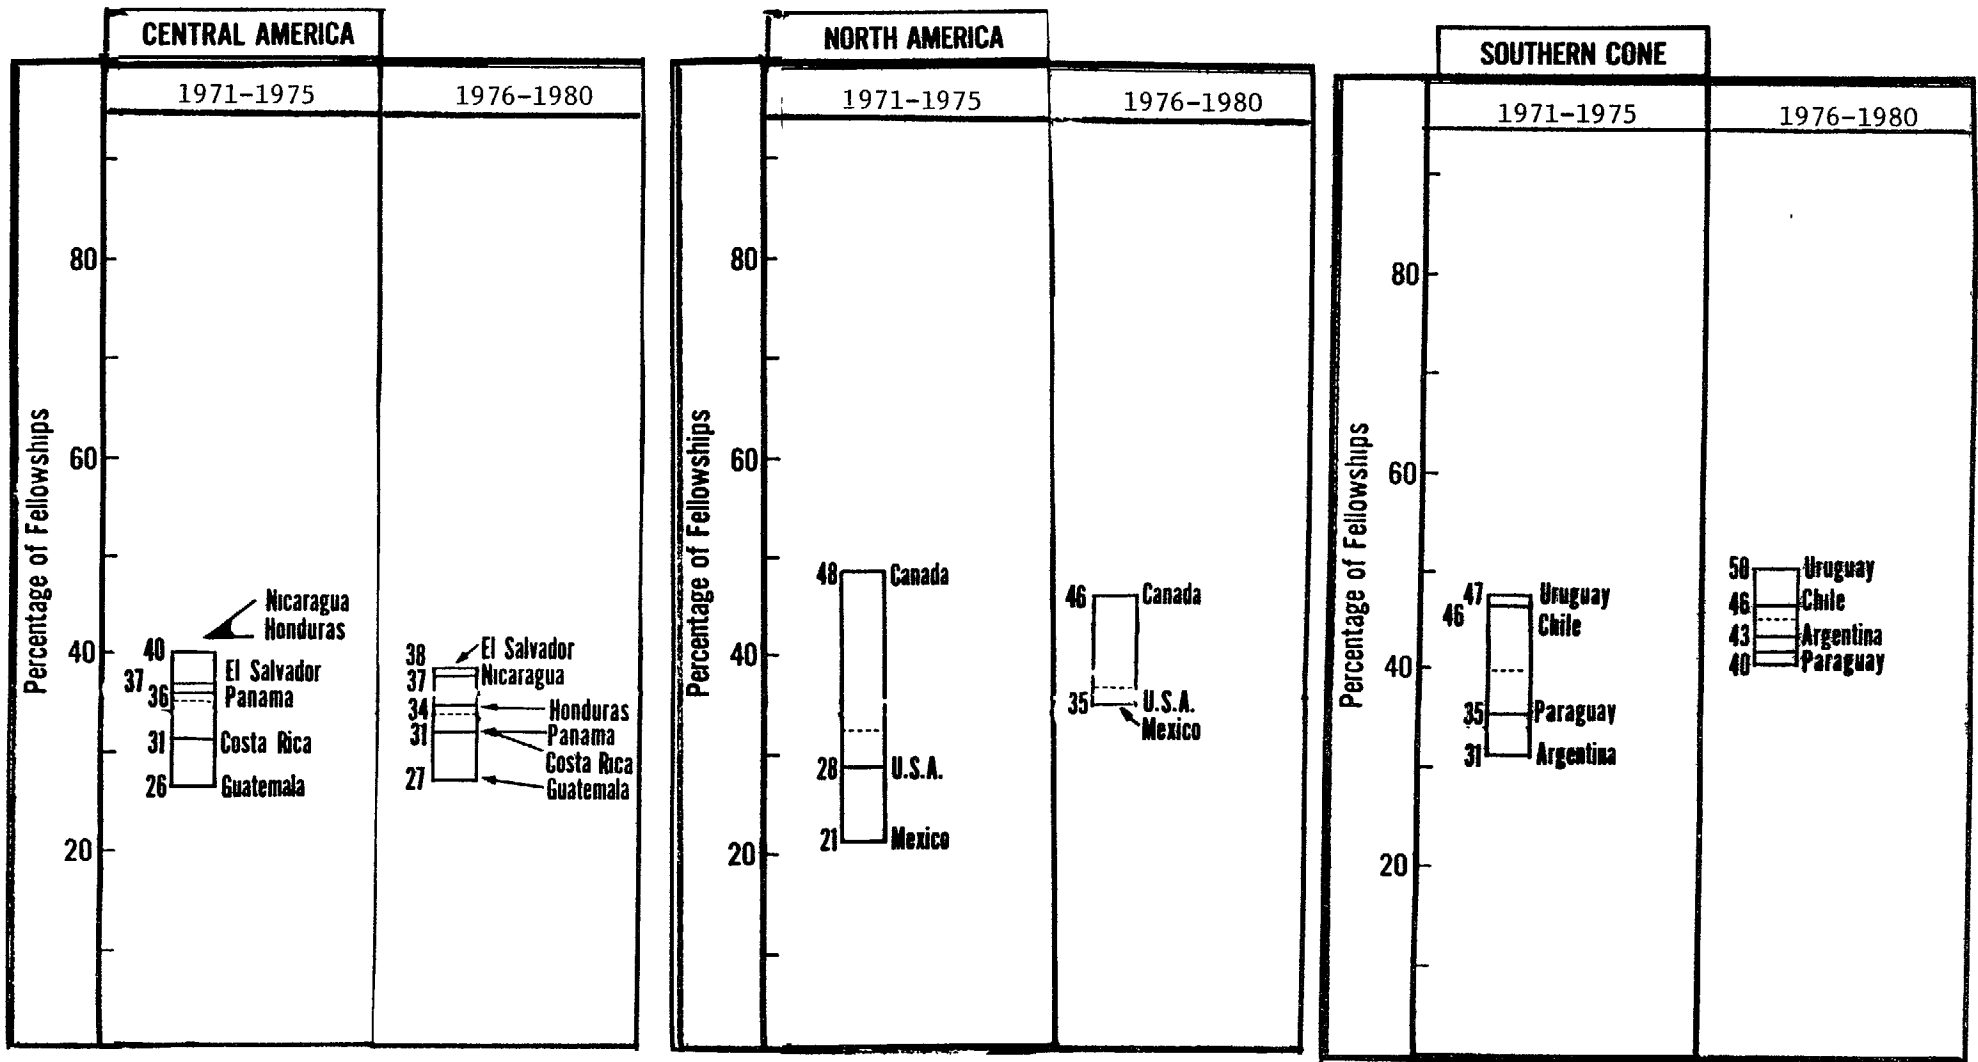 CENTRAL AMERICA
1971-1975
1976-1980
Percentage of Fellowships
80
60
40
20
Nicaragua
Honduras
40
El Salvador
37
36
Panama
31
Costa Rica
26
Guatemala
38
El Salvador
37
Nicaragua
34
Honduras
31
Panama
Costa Rica
27
Guatemala
NORTH AMERICA
1971-1975
1976-1980
Percentage of Fellowships
80
60
40
20
48
Canada
28
U.S.A.
21
Mexico
46
Canada
35
U.S.A.
Mexico
SOUTHERN CONE
1971-1975
1976-1980
Percentage of Fellowships
80
60
40
20
47
Uruguay
46
Chile
35
Paraguay
31
Argentina
50
Uruguay
46
Chile
43
Argentina
40
Paraguay